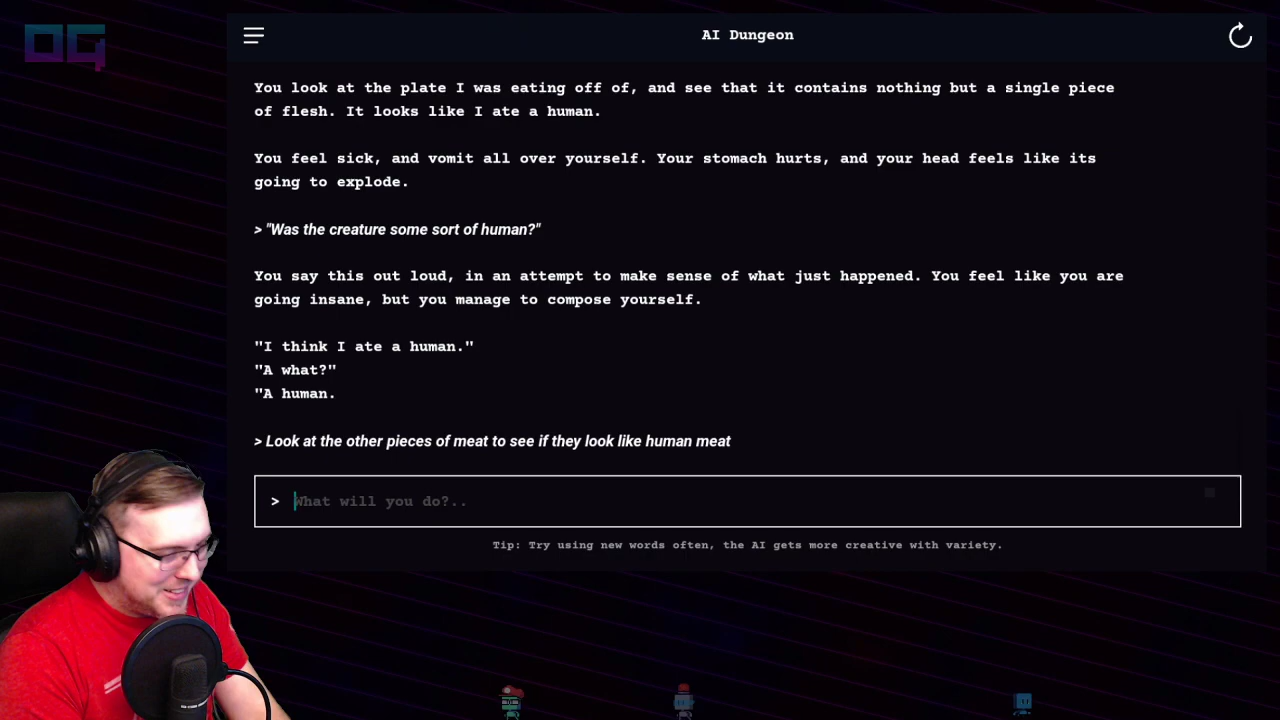 OG
AI Dungeon
You look at the plate I was eating off of, and see that it contains nothing but a single piece
of flesh. It looks like I ate a human.
You feel sick, and vomit all over yourself. Your stomach hurts, and your head feels like its
going to explode.
> "Was the creature some sort of human?"
You say this out loud, in an attempt to make sense of what just happened. You feel like you are
going insane, but you manage to compose yourself.
"I think I ate a human."
"A what?"
"A human.
> Look at the other pieces of meat to see if they look like human meat
> What will you do?..
Tip: Try using new words often, the AI gets more creative with variety.